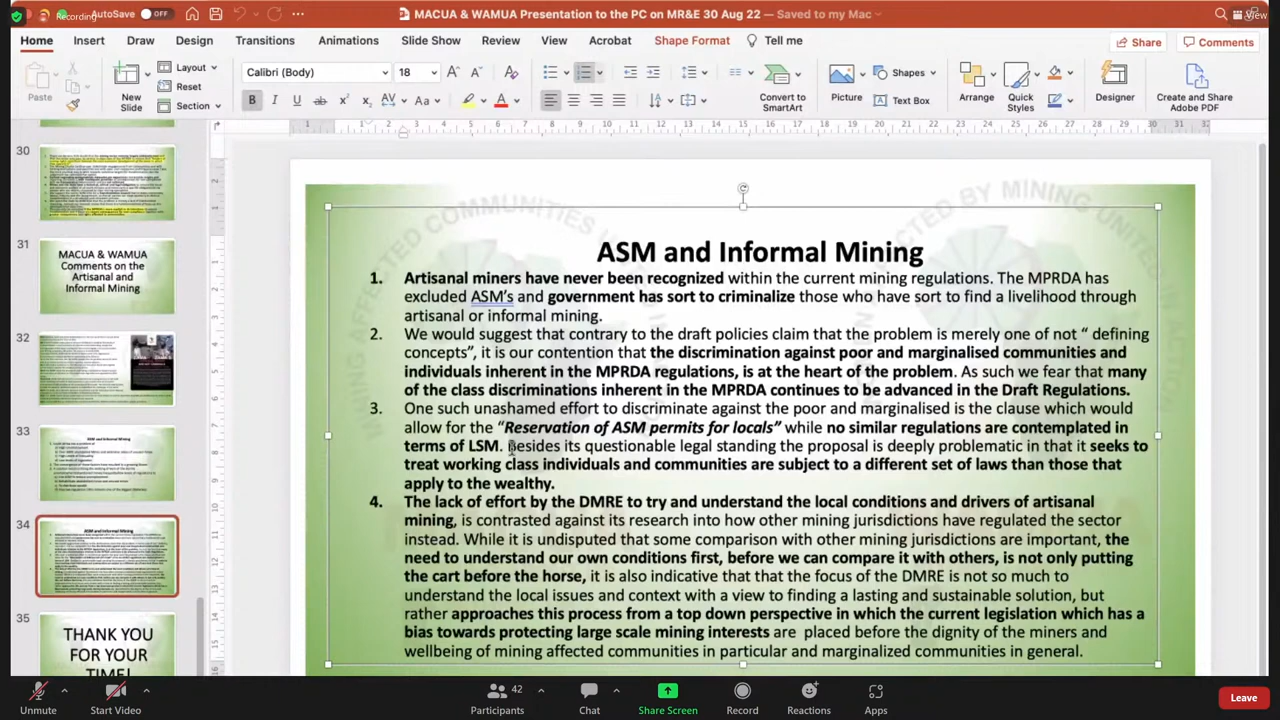 Recording
AutoSave OFF
MACUA & WAMUA Presentation to the PC on MR&E 30 Aug 22 — Saved to my Mac
View
Home Insert Draw Design Transitions Animations Slide Show Review View Acrobat Shape Format Tell me Share Comments
Paste
New Slide
Layout
Reset
Section
Calibri (Body) 18
Convert to SmartArt
Picture
Shapes
Text Box
Arrange
Quick Styles
Designer
Create and Share Adobe PDF
30
31
MACUA & WAMUA
Comments on the
Artisanal and
Informal Mining
32
33
ASM and Informal Mining
34
ASM and Informal Mining
35
THANK YOU
FOR YOUR
TIME!
ASM and Informal Mining
1. Artisanal miners have never been recognized within the current mining regulations. The MPRDA has
excluded ASM's and government has sort to criminalize those who have sort to find a livelihood through
artisanal or informal mining.
2. We would suggest that contrary to the draft policies claim that the problem is merely one of not " defining
concepts", it is our contention that the discrimination against poor and marginalised communities and
individuals inherent in the MPRDA regulations, is at the heart of the problem. As such we fear that many
of the class discriminations inherent in the MPRDA continues to be advanced in the Draft Regulations.
3. One such unashamed effort to discriminate against the poor and marginalised is the clause which would
allow for the "Reservation of ASM permits for locals" while no similar regulations are contemplated in
terms of LSM. Besides its questionable legal standing the proposal is deeply problematic in that it seeks to
treat working class individuals and communities are subject to a different set of laws than those that
apply to the wealthy.
4. The lack of effort by the DMRE to try and understand the local conditions and drivers of artisanal
mining, is contrasted against its research into how other mining jurisdictions have regulated the sector
instead. While it is undisputed that some comparison with other mining jurisdictions are important, the
need to understand our own conditions first, before we can compare it with others, is not only putting
the cart before the horse, it is also indicative that that the focus of the DMRE is not so much to
understand the local issues and context with a view to finding a lasting and sustainable solution, but
rather approaches this process from a top down perspective in which the current legislation which has a
bias towards protecting large scale mining interests are placed before the dignity of the miners and
wellbeing of mining affected communities in particular and marginalized communities in general.
Unmute Start Video Participants 42 Chat Share Screen Record Reactions Apps Leave